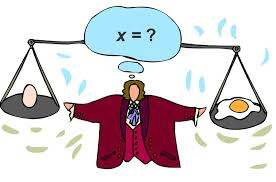 x = ?